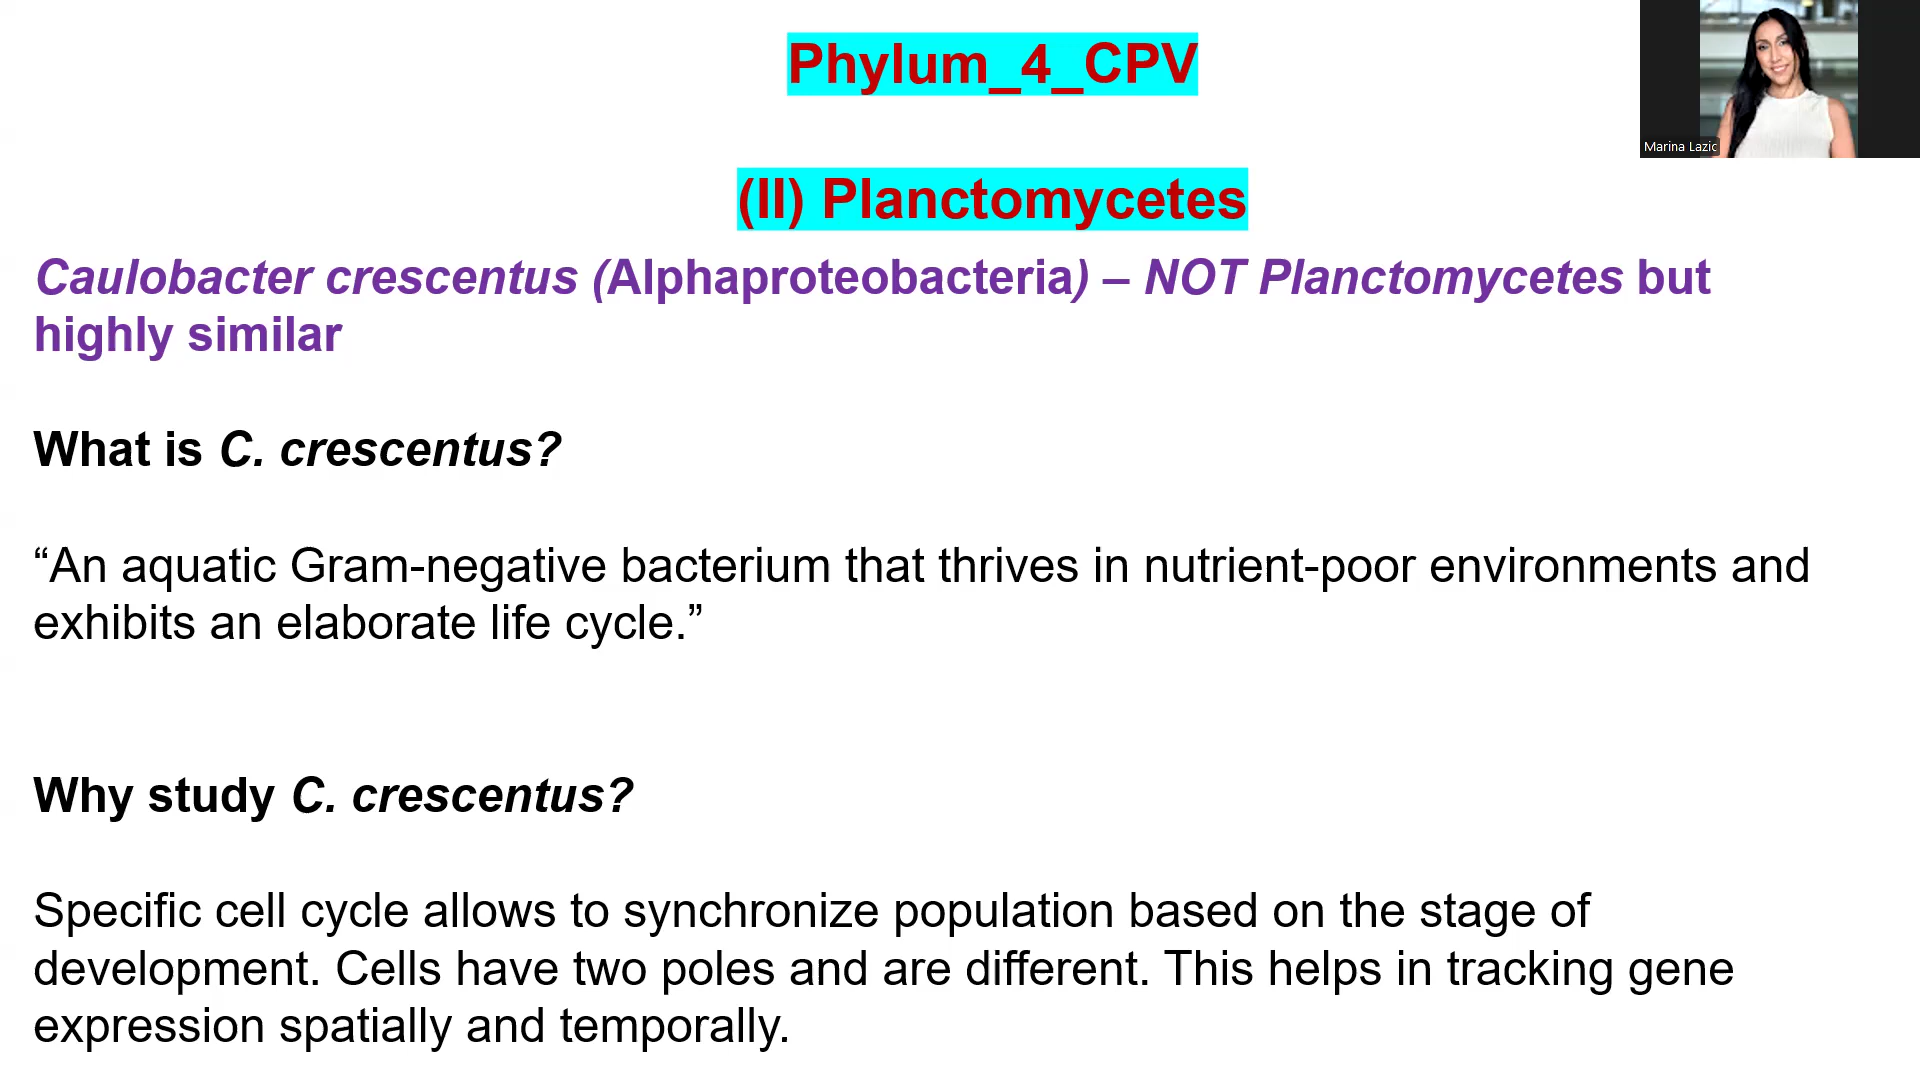 Phylum_4_CPV
Marina Lazic
(II) Planctomycetes
Caulobacter crescentus (Alphaproteobacteria) – NOT Planctomycetes but
highly similar
What is C. crescentus?
“An aquatic Gram-negative bacterium that thrives in nutrient-poor environments and
exhibits an elaborate life cycle.”
Why study C. crescentus?
Specific cell cycle allows to synchronize population based on the stage of
development. Cells have two poles and are different. This helps in tracking gene
expression spatially and temporally.